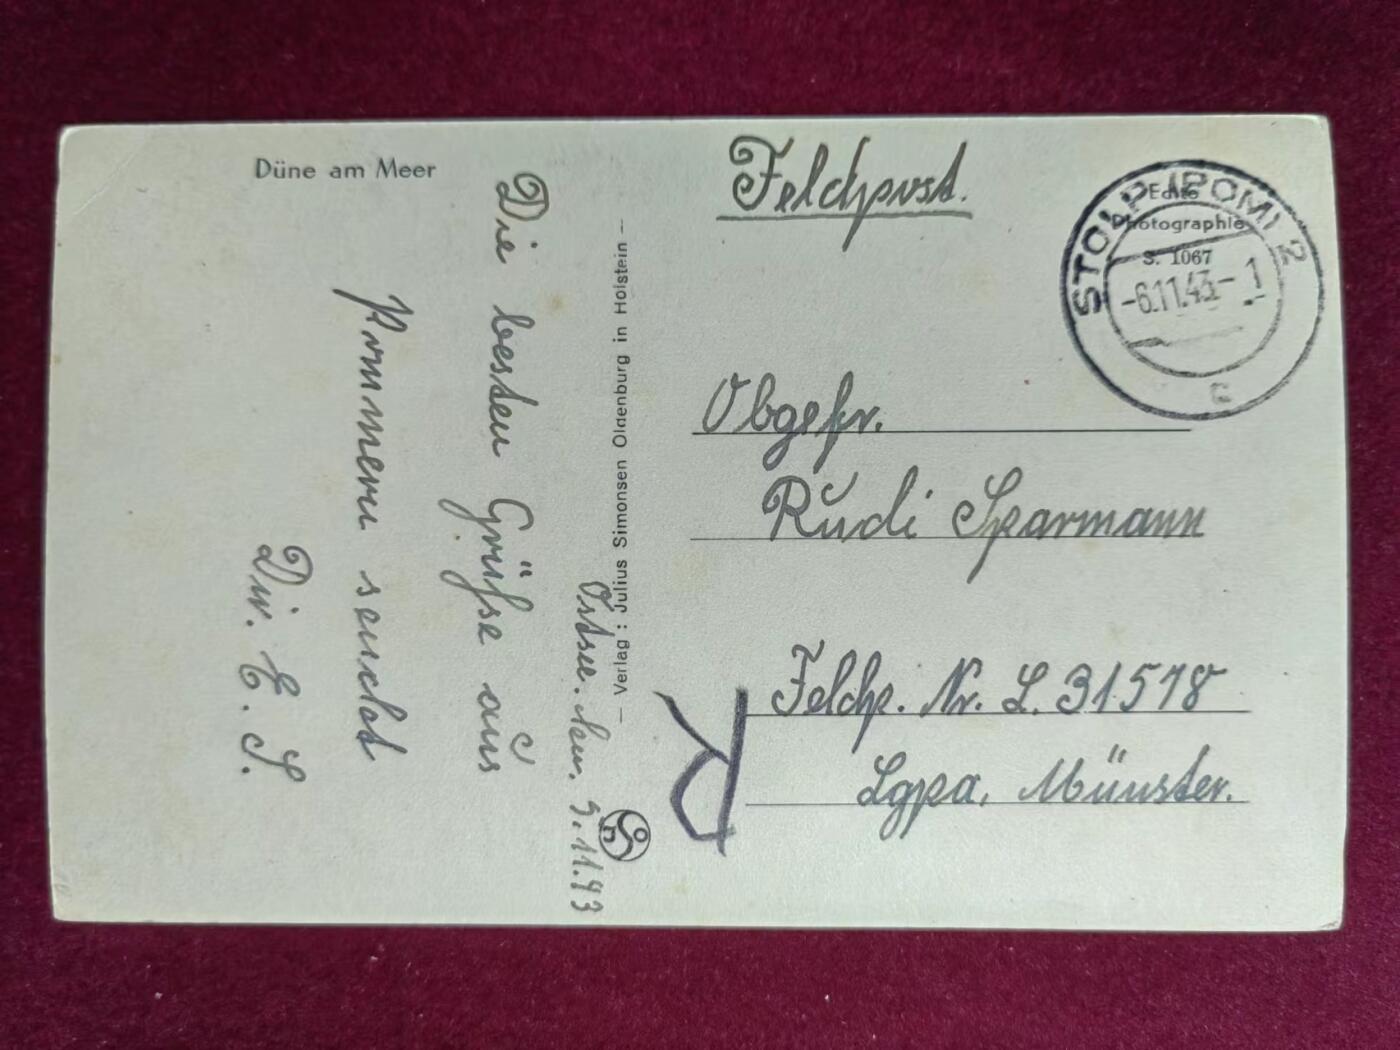 Düne am Meer
Ostsee. den, 5.11.43
Die besten Grüße aus
Pommern sendet
Dir. E. S.
— Verlag: Julius Simonsen Oldenburg in Holstein —
Feldpost.
STOLP (POM) 2
-6.11.43-1
c
Echte
Photographie
S. 1067
Obgefr.
Rudi Sparmann
Feldp. Nr. L. 31578
Lgpa. Münster.
R